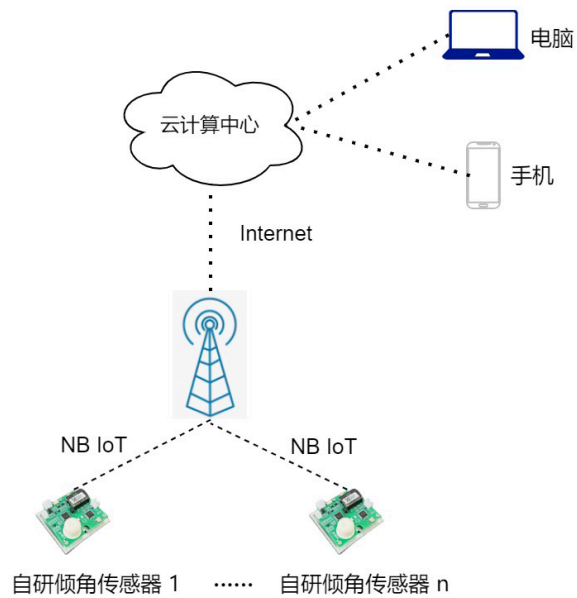 电脑
云计算中心
手机
Internet
NB IoT
NB IoT
自研倾角传感器 1 ······ 自研倾角传感器 n